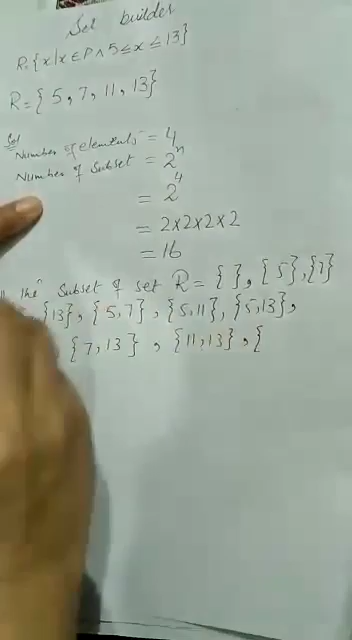 Set builder
R:{x/x∈P∧5≤x≤13}
R={5,7,11,13}
Sol
Number of elements = 4
Number of Subset = 2^n
= 2^4
= 2×2×2×2
= 16
the Subset of set R={ },{5},{7}
{13},{5,7},{5,11},{5,13},
{7,13},{11,13},{